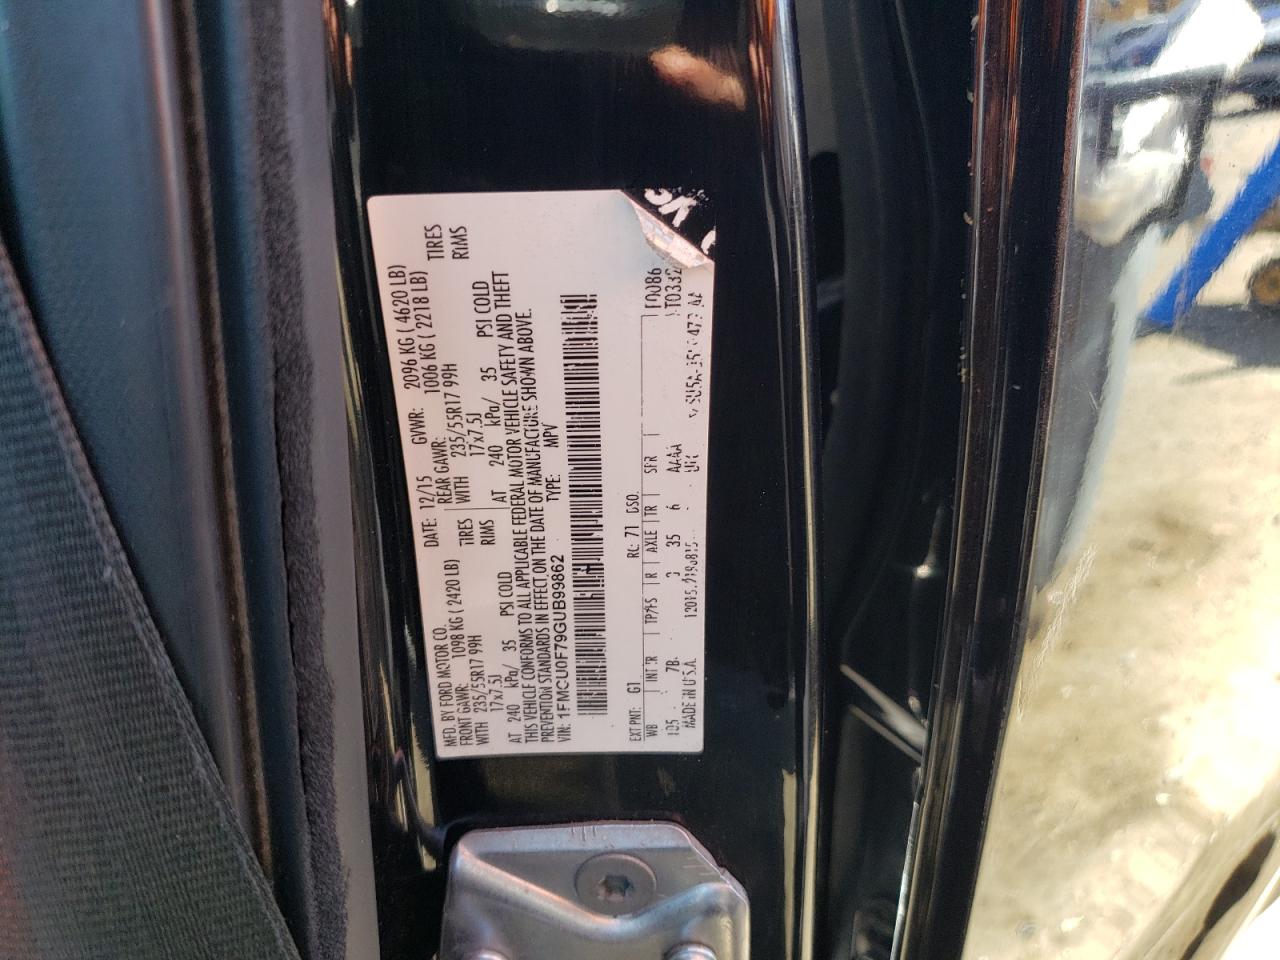 MFD. BY FORD MOTOR CO.
DATE: 12/15 GVWR: 2096 KG ( 4620 LB)
FRONT GAWR: 1098 KG ( 2420 LB) REAR GAWR: 1006 KG ( 2218 LB)
WITH 235/55R17 99H TIRES WITH 235/55R17 99H TIRES
17x7.5J RIMS 17x7.5J RIMS
AT 240 kPa/ 35 PSI COLD AT 240 kPa/ 35 PSI COLD
THIS VEHICLE CONFORMS TO ALL APPLICABLE FEDERAL MOTOR VEHICLE SAFETY AND THEFT
PREVENTION STANDARDS IN EFFECT ON THE DATE OF MANUFACTURE SHOWN ABOVE.
VIN: 1FMCU0F79GUB99862 TYPE: MPV
EXT PNT: G1 RC: 71 DSO:
WB INT TR TP/PS R AXLE TR SPR
105 7B 3 35 6 AAAA
MADE IN U.S.A.